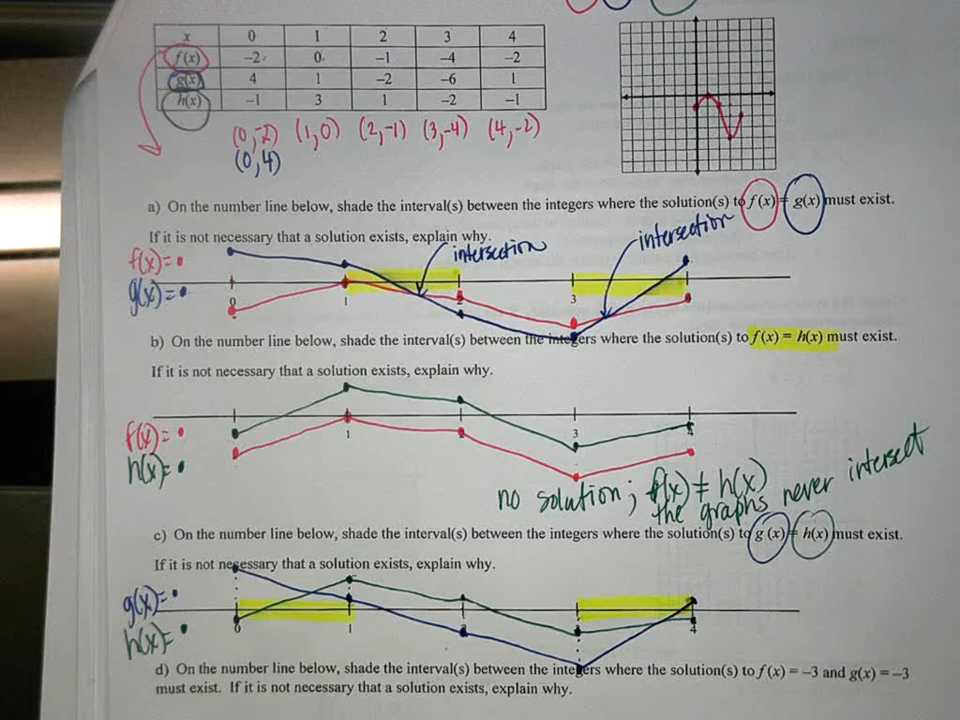 x 0 1 2 3 4
f(x) −2 0 −1 −4 −2
g(x) 4 1 −2 −6 1
h(x) −1 3 1 −2 −1
(0,-2) (1,0) (2,-1) (3,-4) (4,-2)
(0,4)
a) On the number line below, shade the interval(s) between the integers where the solution(s) to f(x) = g(x) must exist.
If it is not necessary that a solution exists, explain why.
intersection intersection
f(x)=
g(x)=
0 1 2 3
b) On the number line below, shade the interval(s) between the integers where the solution(s) to f(x) = h(x) must exist.
If it is not necessary that a solution exists, explain why.
f(x)=
h(x)=
1 3 4
no solution; f(x) ≠ h(x)
the graphs never intersect
c) On the number line below, shade the interval(s) between the integers where the solution(s) to g(x) = h(x) must exist.
If it is not necessary that a solution exists, explain why.
g(x)=
h(x)=
0 1 4
d) On the number line below, shade the interval(s) between the integers where the solution(s) to f(x) = −3 and g(x) = −3
must exist. If it is not necessary that a solution exists, explain why.